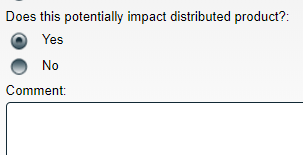 Does this potentially impact distributed product?:
Yes
No
Comment: